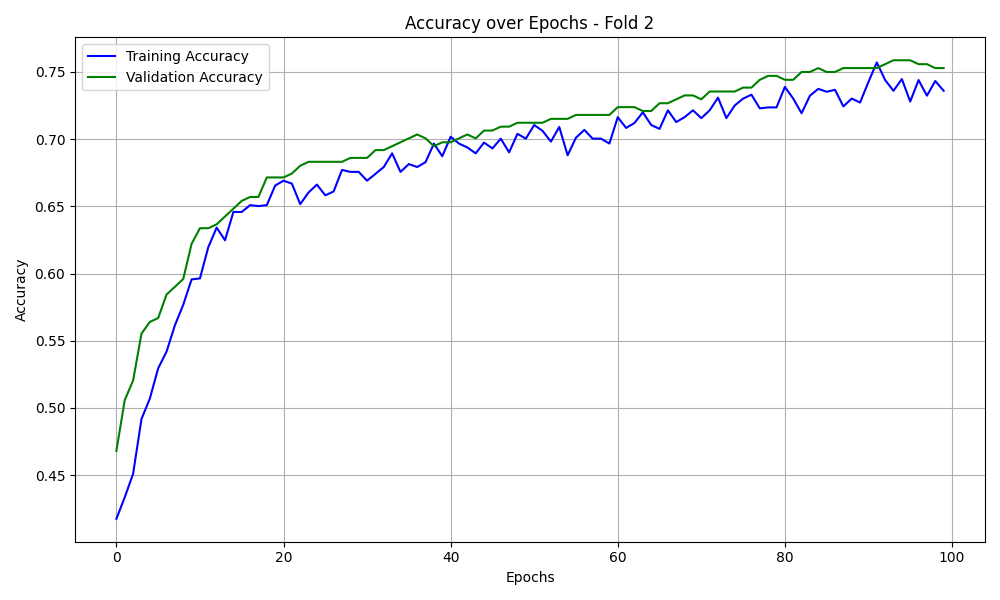 Accuracy over Epochs - Fold 2
Training Accuracy
Validation Accuracy
Accuracy
0.75
0.70
0.65
0.60
0.55
0.50
0.45
0 20 40 60 80 100
Epochs